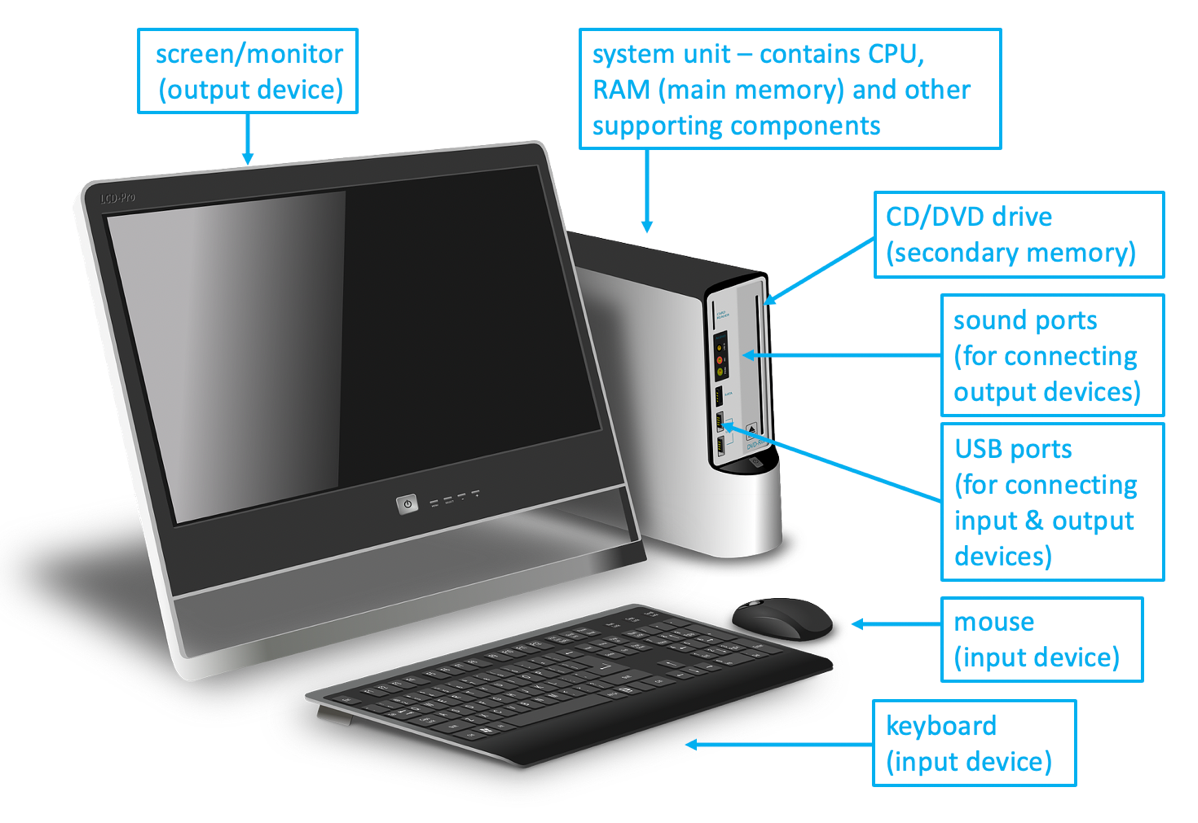 screen/monitor
(output device)
system unit – contains CPU,
RAM (main memory) and other
supporting components
CD/DVD drive
(secondary memory)
sound ports
(for connecting
output devices)
USB ports
(for connecting
input & output
devices)
mouse
(input device)
keyboard
(input device)
LCD-Pro